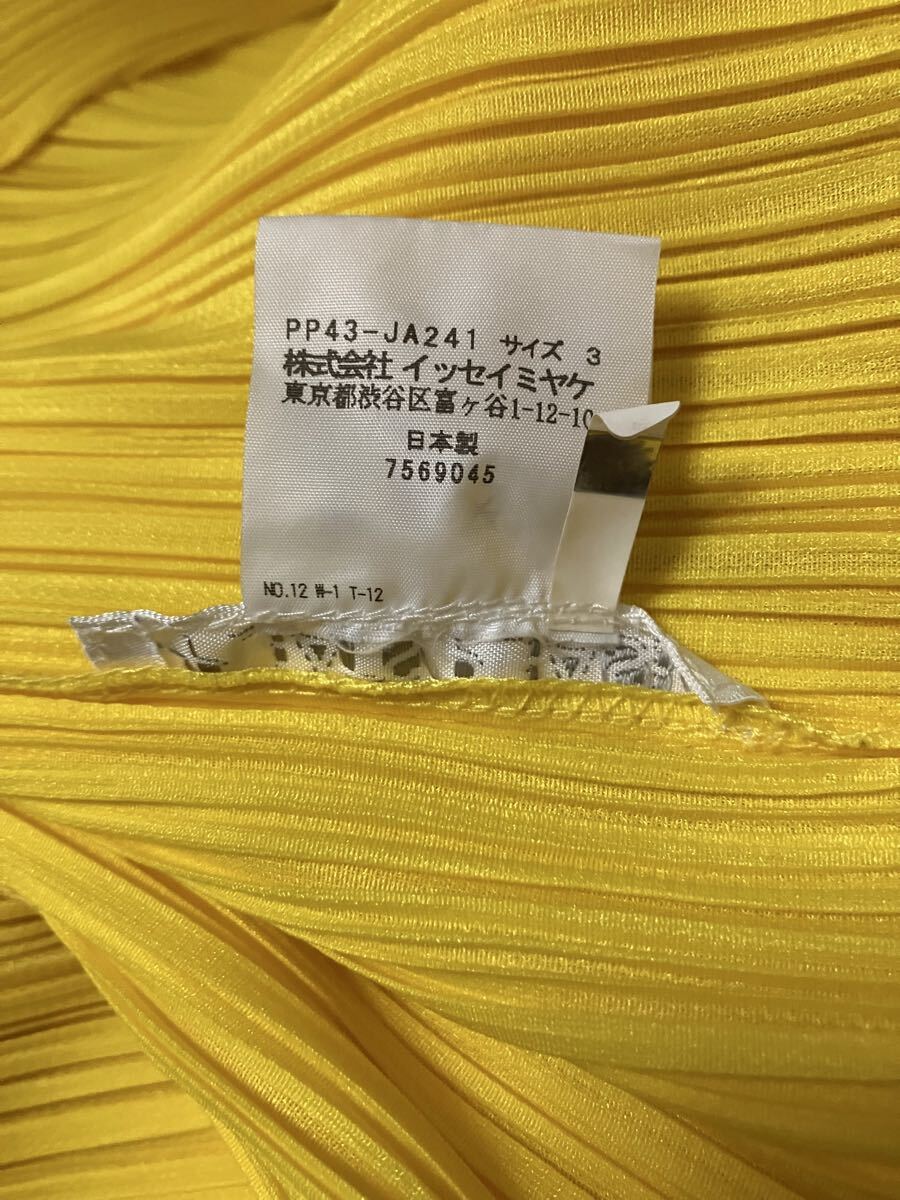 PP43-JA241 サイズ 3
株式会社 イッセイミヤケ
東京都渋谷区富ヶ谷1-12-10
日本製
7569045
NO.12 W-1 T-12